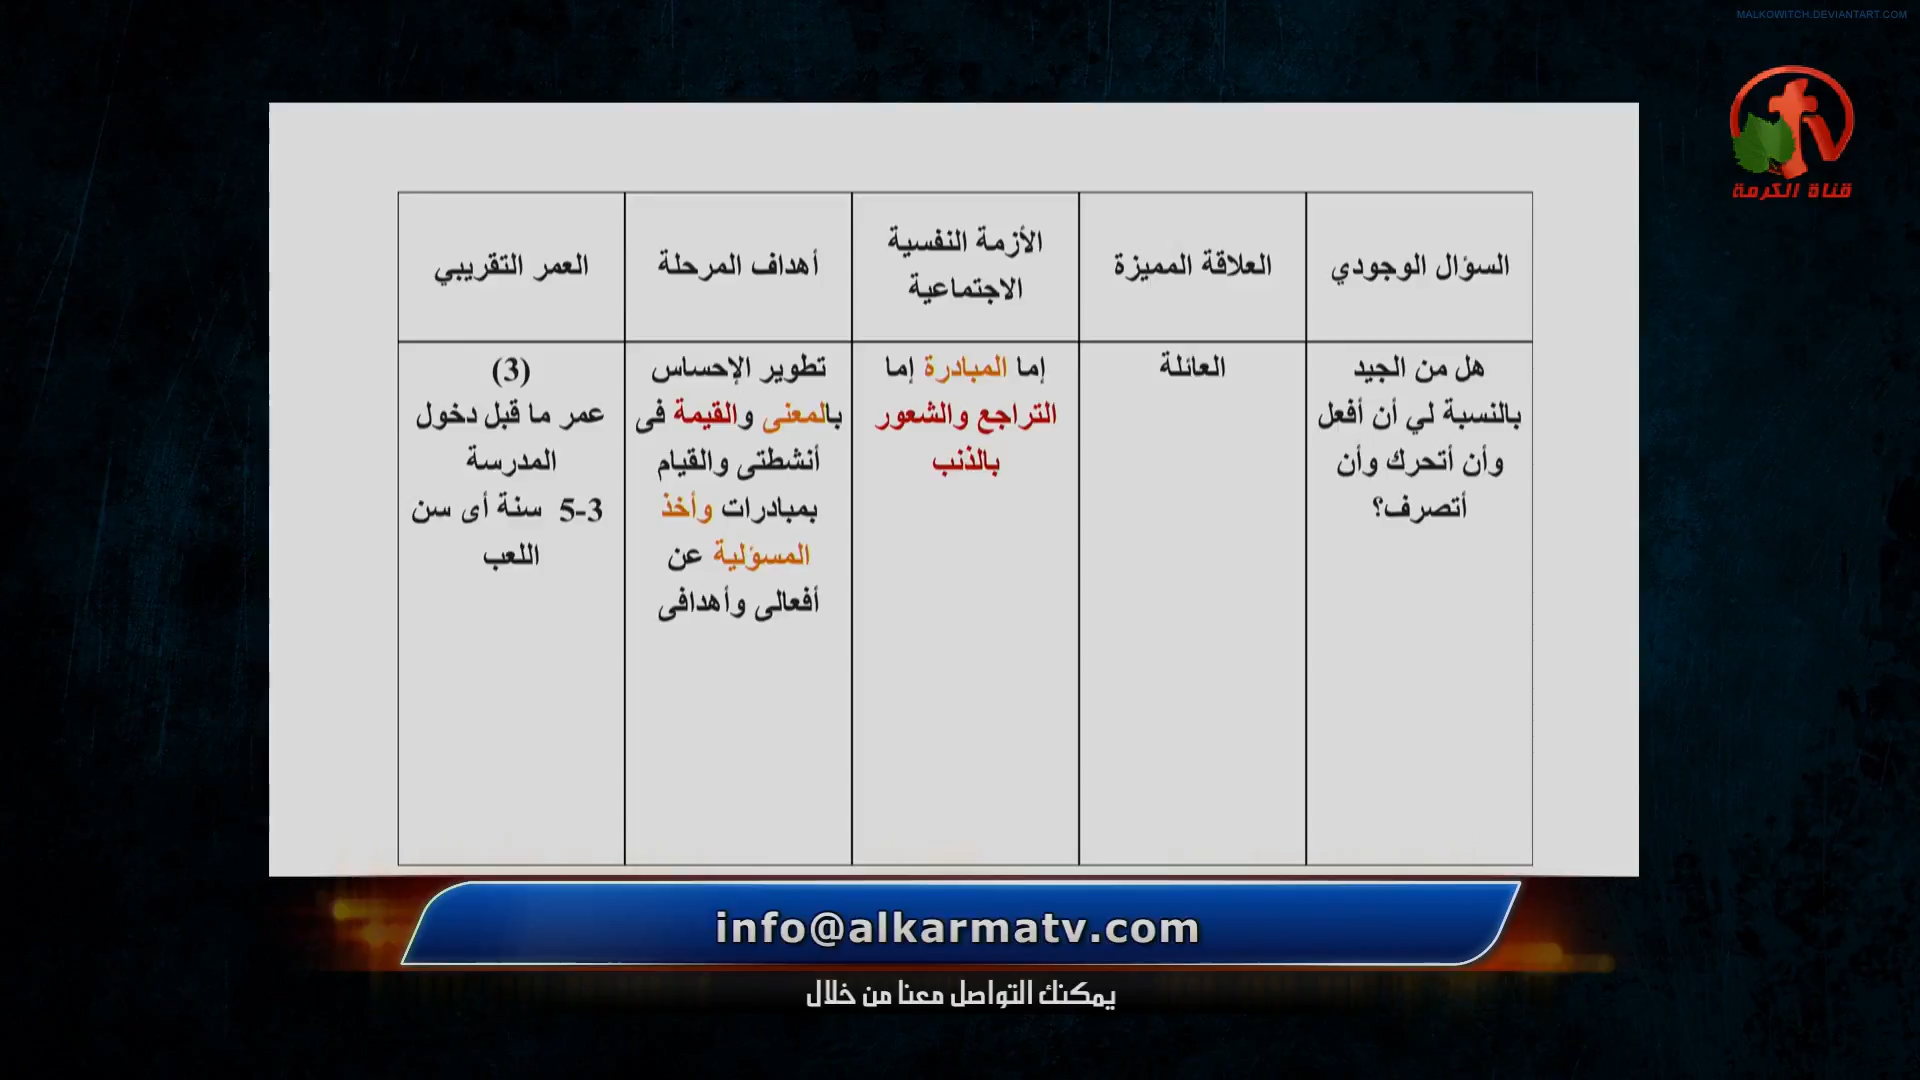 MALKOWITCH.DEVIANTART.COM
قناة الكرمة
السؤال الوجودي
العلاقة المميزة
الأزمة النفسية
الاجتماعية
أهداف المرحلة
العمر التقريبي
هل من الجيد
بالنسبة لي أن أفعل
وأن أتحرك وأن
أتصرف؟
العائلة
إما المبادرة إما
التراجع والشعور
بالذنب
تطوير الإحساس
بالمعنى والقيمة فى
أنشطتى والقيام
بمبادرات وأخذ
المسؤلية عن
أفعالى وأهدافى
(3)
عمر ما قبل دخول
المدرسة
3-5 سنة أى سن
اللعب
info@alkarmatv.com
يمكنك التواصل معنا من خلال